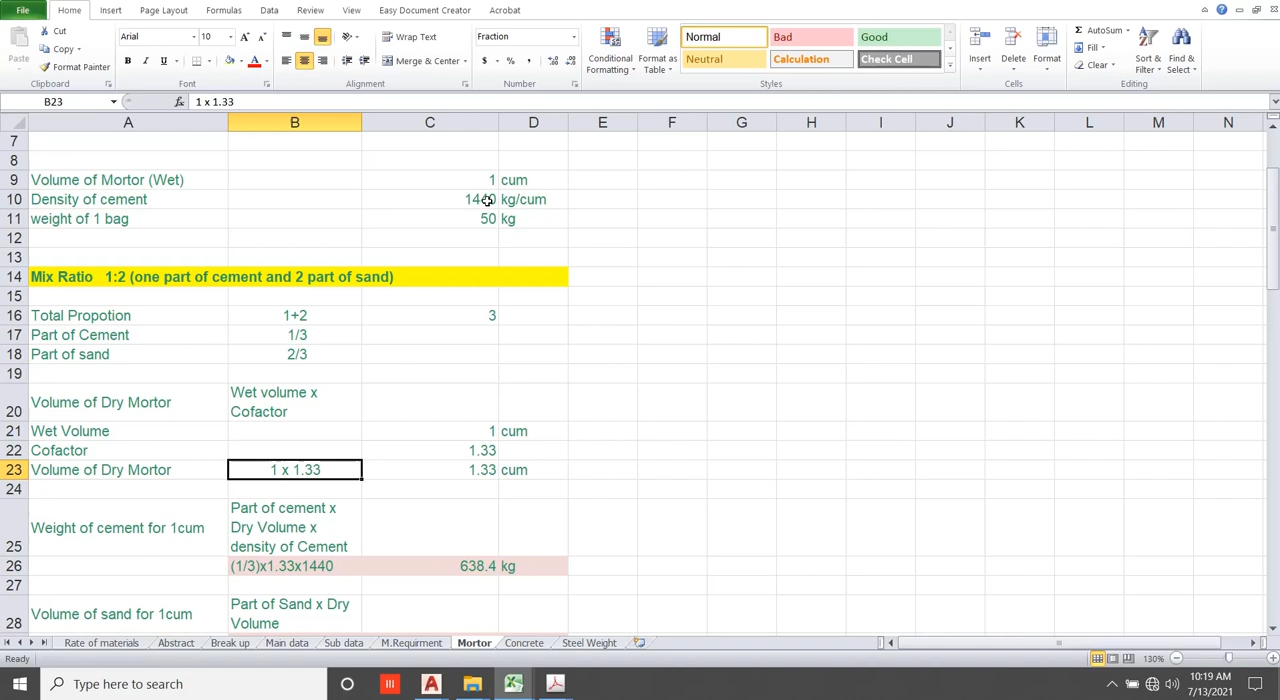 File Home Insert Page Layout Formulas Data Review View Easy Document Creator Acrobat
Cut
Copy
Format Painter
Paste
Clipboard
Arial 10
Font
Wrap Text
Merge & Center
Alignment
Fraction
Number
Conditional Formatting
Format as Table
Normal Bad Good
Neutral Calculation Check Cell
Styles
Insert Delete Format
Cells
AutoSum
Fill
Clear
Sort & Filter
Find & Select
Editing
B23 fx 1 x 1.33
A B C D E F G H I J K L M N
7
8
9 Volume of Mortor (Wet) 1 cum
10 Density of cement 1440 kg/cum
11 weight of 1 bag 50 kg
12
13
14 Mix Ratio 1:2 (one part of cement and 2 part of sand)
15
16 Total Propotion 1+2 3
17 Part of Cement 1/3
18 Part of sand 2/3
19
20 Volume of Dry Mortor Wet volume x
Cofactor
21 Wet Volume 1 cum
22 Cofactor 1.33
23 Volume of Dry Mortor 1 x 1.33 1.33 cum
24
25 Weight of cement for 1cum Part of cement x
Dry Volume x
density of Cement
26 (1/3)x1.33x1440 638.4 kg
27
28 Volume of sand for 1cum Part of Sand x Dry
Volume
Rate of materials Abstract Break up Main data Sub data M.Requirment Mortor Concrete Steel Weight
Ready 130%
Type here to search
10:19 AM
7/13/2021